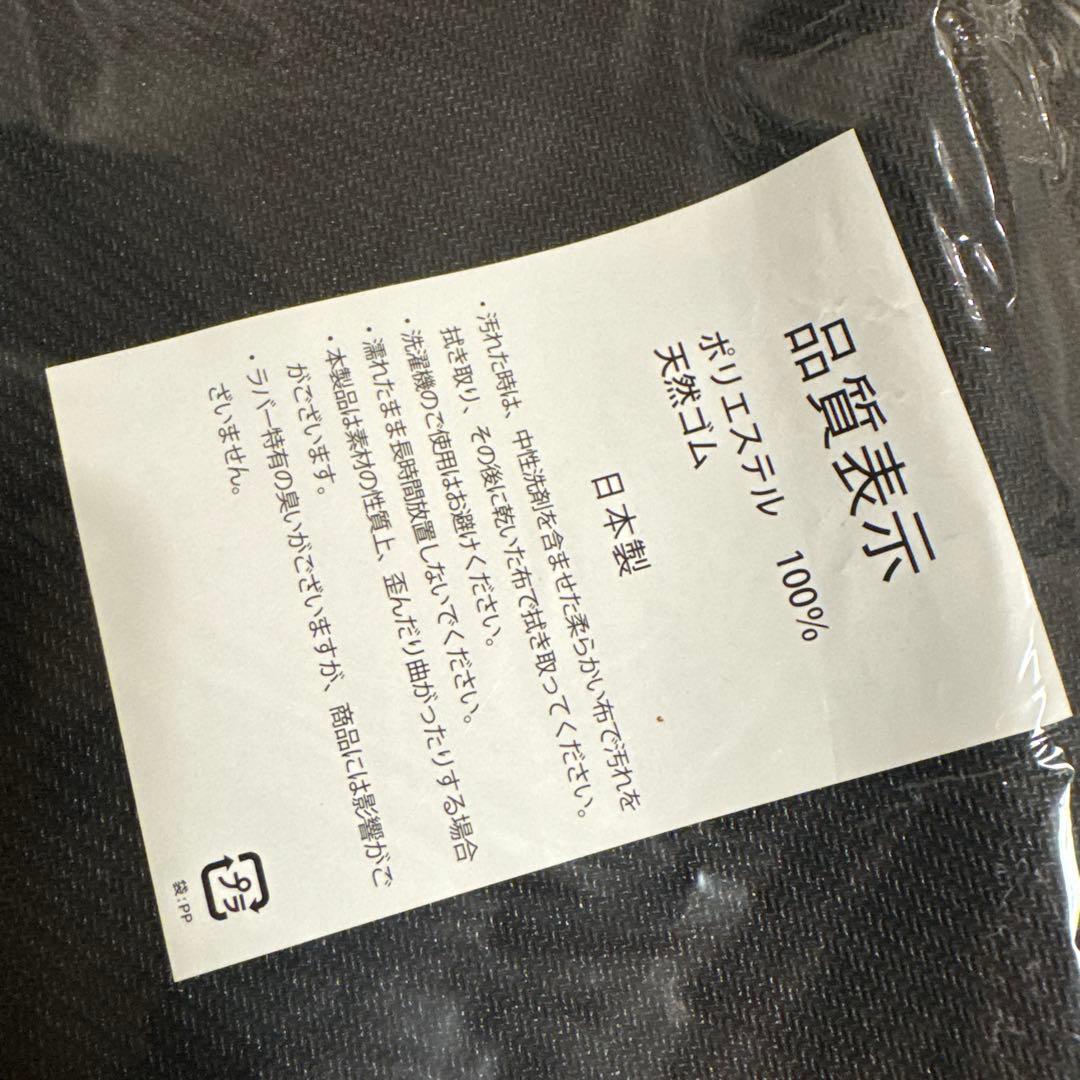 品質表示
ポリエステル 100%
天然ゴム
日本製
・汚れた時は、中性洗剤を含ませた柔らかい布で汚れを
拭き取り、その後に乾いた布で拭き取ってください。
・洗濯機のご使用はお避けください。
・濡れたまま長時間放置しないでください。
・本製品は素材の性質上、歪んだり曲がったりする場合
がございます。
・ラバー特有の臭いがございますが、商品には影響がご
ざいません。
プラ
袋:PP